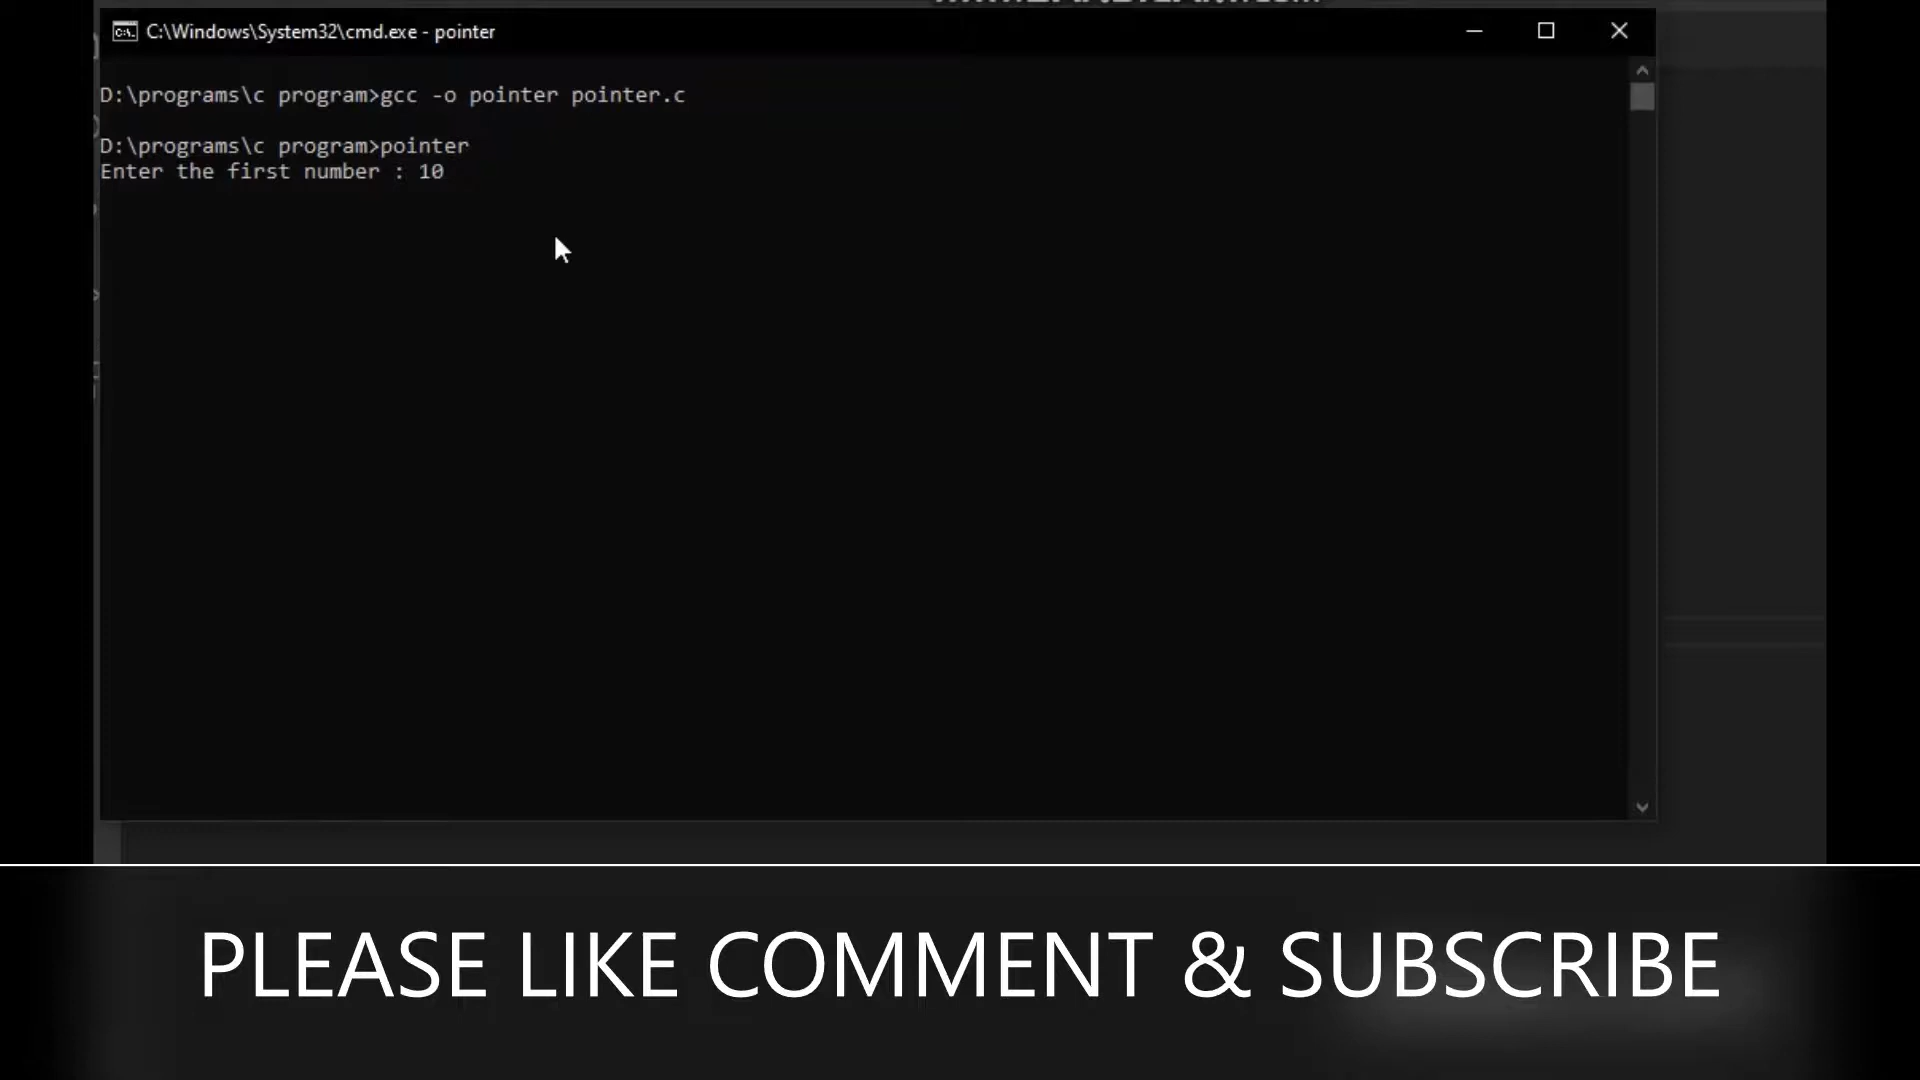 C:\Windows\System32\cmd.exe - pointer
D:\programs\c program>gcc -o pointer pointer.c
D:\programs\c program>pointer
Enter the first number : 10
PLEASE LIKE COMMENT & SUBSCRIBE